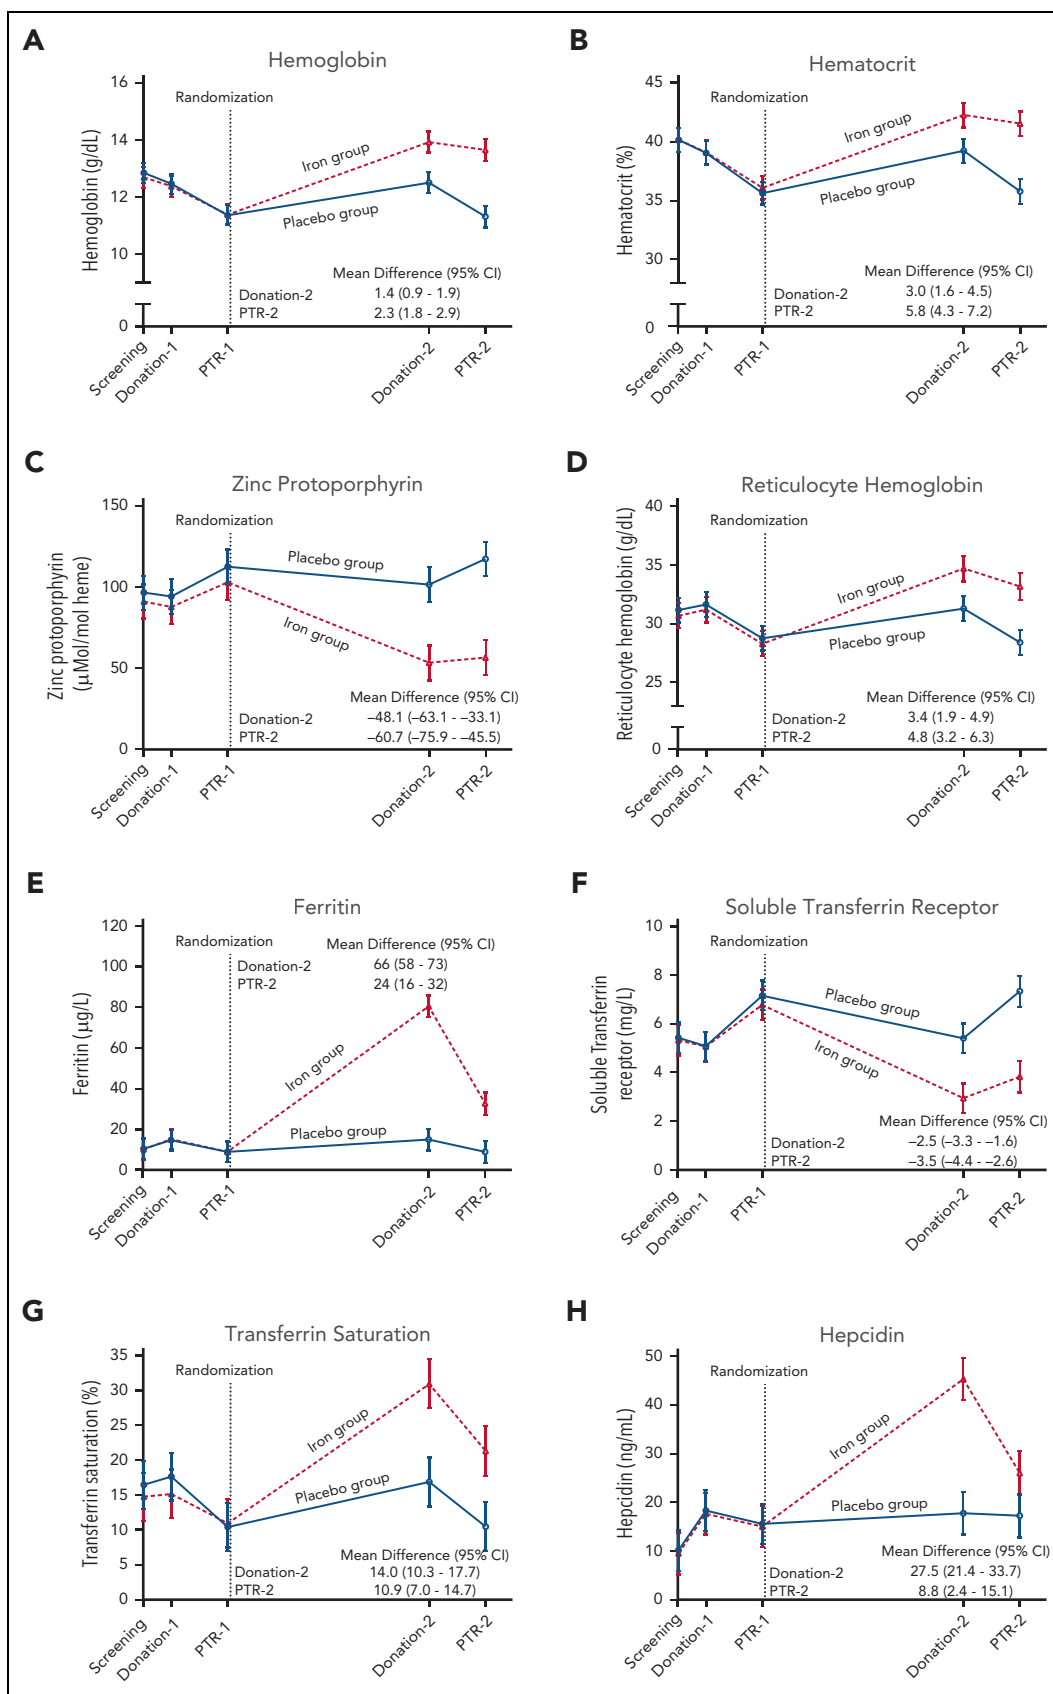 A
Hemoglobin
Hemoglobin (g/dL)
16
14
12
10
0
Randomization
Iron group
Placebo group
Mean Difference (95% CI)
Donation-2 1.4 (0.9 - 1.9)
PTR-2 2.3 (1.8 - 2.9)
Screening
Donation-1
PTR-1
Donation-2
PTR-2
B
Hematocrit
Hematocrit (%)
45
40
35
30
0
Randomization
Iron group
Placebo group
Mean Difference (95% CI)
Donation-2 3.0 (1.6 - 4.5)
PTR-2 5.8 (4.3 - 7.2)
Screening
Donation-1
PTR-1
Donation-2
PTR-2
C
Zinc Protoporphyrin
Zinc protoporphyrin
(µMol/mol heme)
150
100
50
0
Randomization
Placebo group
Iron group
Mean Difference (95% CI)
Donation-2 –48.1 (–63.1 - –33.1)
PTR-2 –60.7 (–75.9 - –45.5)
Screening
Donation-1
PTR-1
Donation-2
PTR-2
D
Reticulocyte Hemoglobin
Reticulocyte hemoglobin (g/dL)
40
35
30
25
0
Randomization
Iron group
Placebo group
Mean Difference (95% CI)
Donation-2 3.4 (1.9 - 4.9)
PTR-2 4.8 (3.2 - 6.3)
Screening
Donation-1
PTR-1
Donation-2
PTR-2
E
Ferritin
Ferritin (µg/L)
120
100
80
60
40
20
0
Randomization
Mean Difference (95% CI)
Donation-2 66 (58 - 73)
PTR-2 24 (16 - 32)
Iron group
Placebo group
Screening
Donation-1
PTR-1
Donation-2
PTR-2
F
Soluble Transferrin Receptor
Soluble Transferrin
receptor (mg/L)
10
8
6
4
2
0
Randomization
Placebo group
Iron group
Mean Difference (95% CI)
Donation-2 –2.5 (–3.3 - –1.6)
PTR-2 –3.5 (–4.4 - –2.6)
Screening
Donation-1
PTR-1
Donation-2
PTR-2
G
Transferrin Saturation
Transferrin saturation (%)
35
30
25
20
15
10
5
0
Randomization
Iron group
Placebo group
Mean Difference (95% CI)
Donation-2 14.0 (10.3 - 17.7)
PTR-2 10.9 (7.0 - 14.7)
Screening
Donation-1
PTR-1
Donation-2
PTR-2
H
Hepcidin
Hepcidin (ng/mL)
50
40
30
20
10
0
Randomization
Iron group
Placebo group
Mean Difference (95% CI)
Donation-2 27.5 (21.4 - 33.7)
PTR-2 8.8 (2.4 - 15.1)
Screening
Donation-1
PTR-1
Donation-2
PTR-2